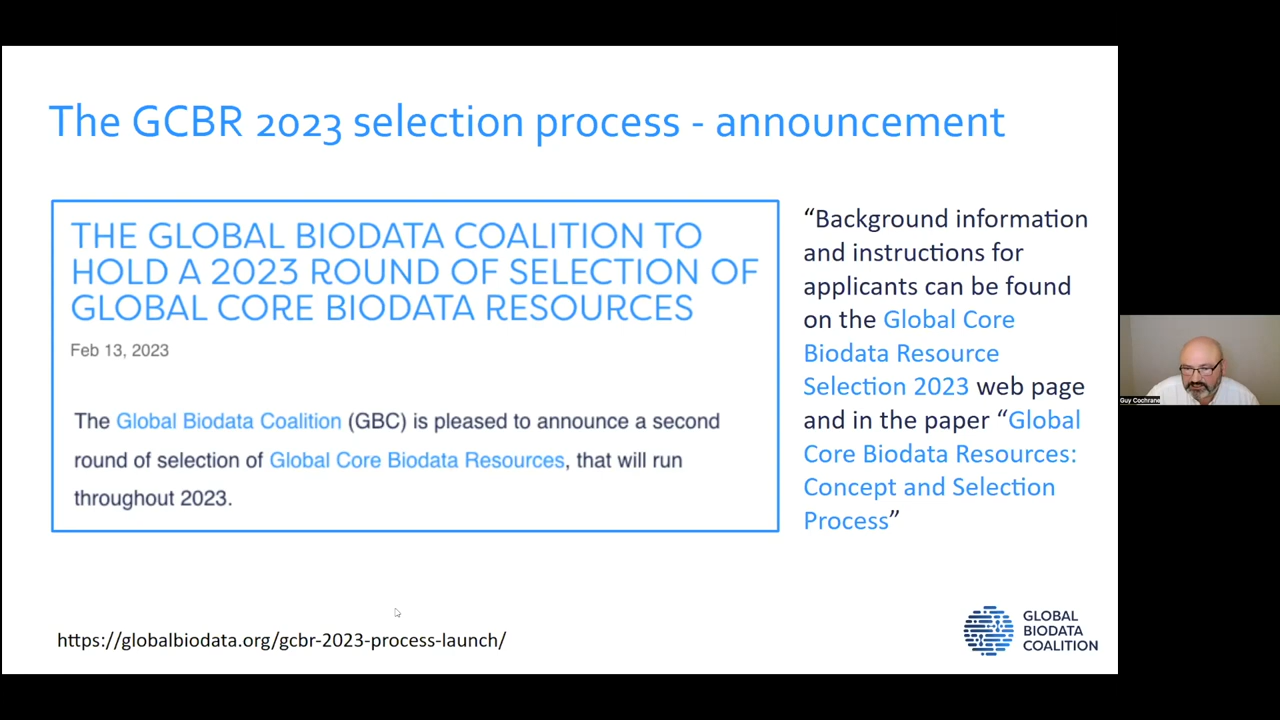 The GCBR 2023 selection process - announcement
THE GLOBAL BIODATA COALITION TO
HOLD A 2023 ROUND OF SELECTION OF
GLOBAL CORE BIODATA RESOURCES
Feb 13, 2023
The Global Biodata Coalition (GBC) is pleased to announce a second
round of selection of Global Core Biodata Resources, that will run
throughout 2023.
“Background information
and instructions for
applicants can be found
on the Global Core
Biodata Resource
Selection 2023 web page
and in the paper “Global
Core Biodata Resources:
Concept and Selection
Process”
Guy Cochrane
https://globalbiodata.org/gcbr-2023-process-launch/
GLOBAL
BIODATA
COALITION